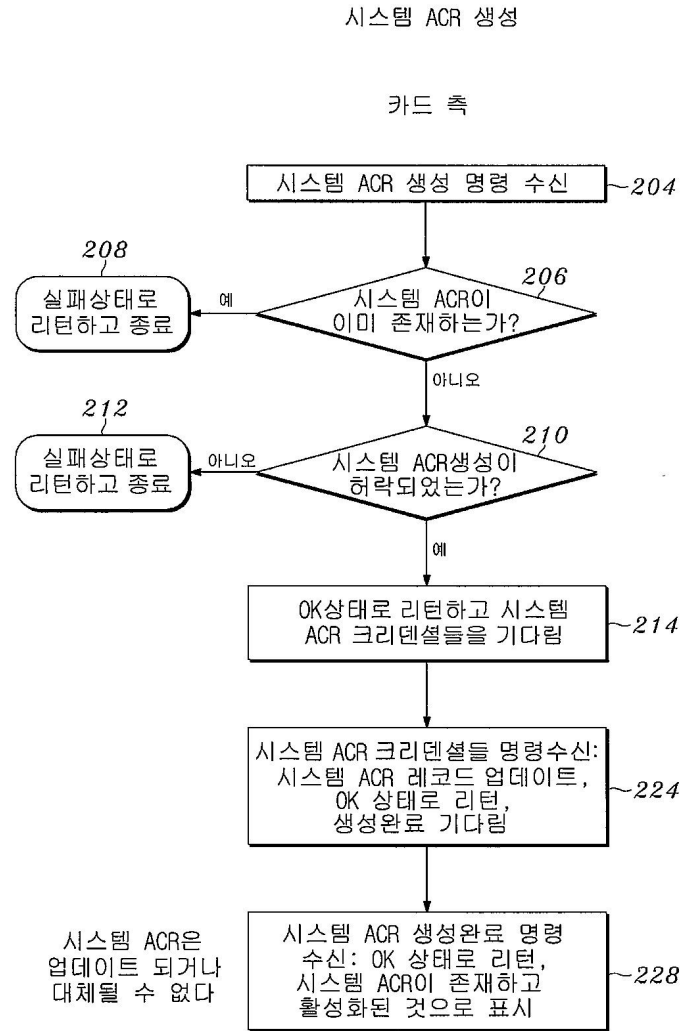 시스템 ACR 생성
카드 측
시스템 ACR 생성 명령 수신
204
208
206
실패상태로
리턴하고 종료
예
시스템 ACR이
이미 존재하는가?
아니오
212
210
실패상태로
리턴하고 종료
아니오
시스템 ACR생성이
허락되었는가?
예
OK상태로 리턴하고 시스템
ACR 크리덴셜들을 기다림
214
시스템 ACR 크리덴셜들 명령수신:
시스템 ACR 레코드 업데이트,
OK 상태로 리턴,
생성완료 기다림
224
시스템 ACR은
업데이트 되거나
대체될 수 없다
시스템 ACR 생성완료 명령
수신: OK 상태로 리턴,
시스템 ACR이 존재하고
활성화된 것으로 표시
228